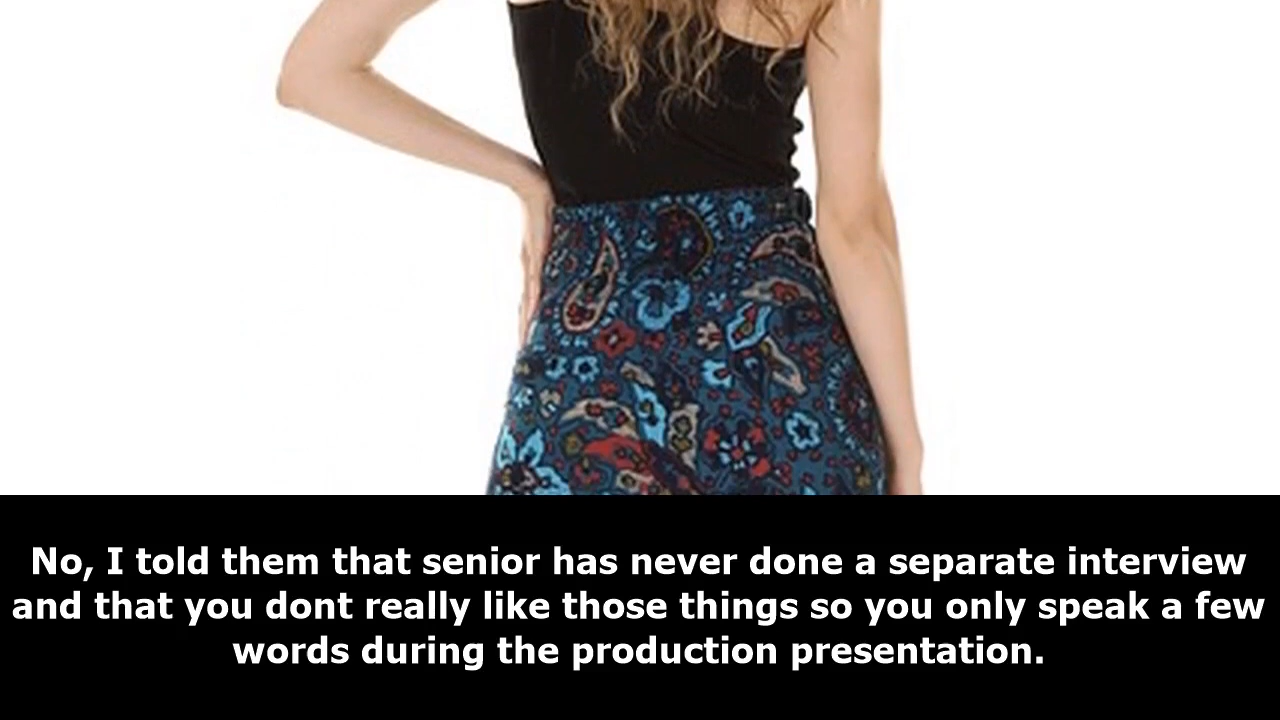 No, I told them that senior has never done a separate interview
and that you dont really like those things so you only speak a few
words during the production presentation.